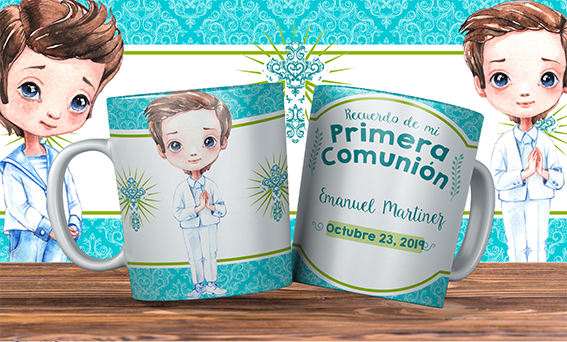 Recuerdo de mi
Primera
Comunión
Emanuel Martinez
Octubre 23, 2019